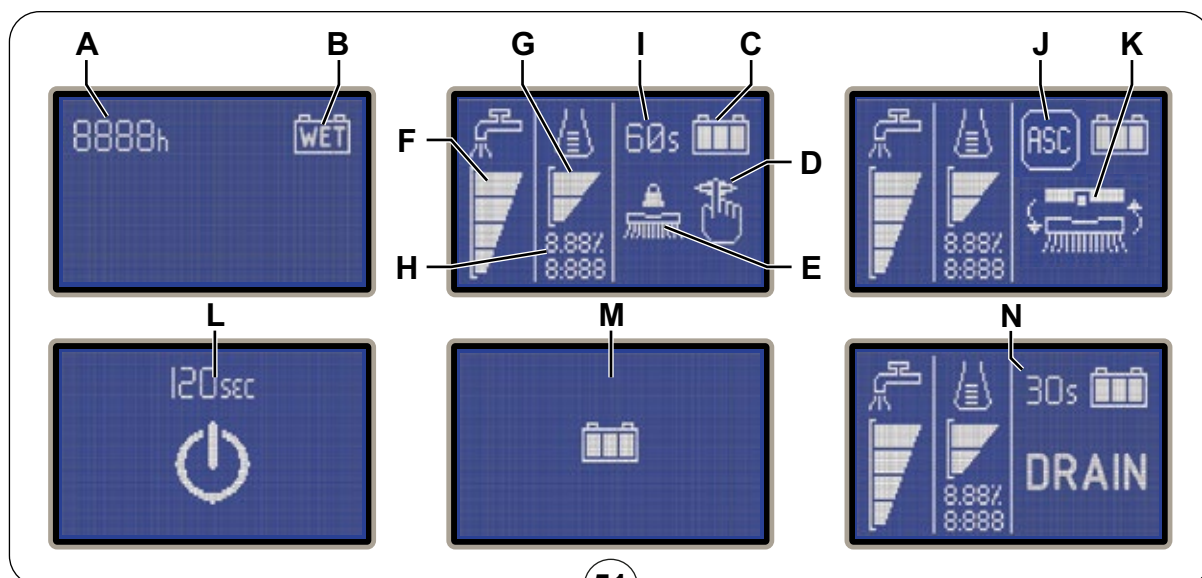 A B G I C J K
8888h WET
F
60s
D
8.88%
8:888
H E
ASC
8.88%
8:888
L M N
120sec
30s
DRAIN
8.88%
8:888